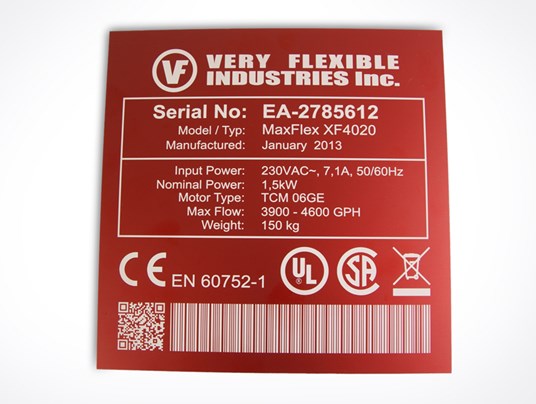 VF VERY FLEXIBLE
INDUSTRIES Inc.
Serial No: EA-2785612
Model / Typ: MaxFlex XF4020
Manufactured: January 2013
Input Power: 230VAC~, 7,1A, 50/60Hz
Nominal Power: 1,5kW
Motor Type: TCM 06GE
Max Flow: 3900 - 4600 GPH
Weight: 150 kg
CE EN 60752-1 UL SA